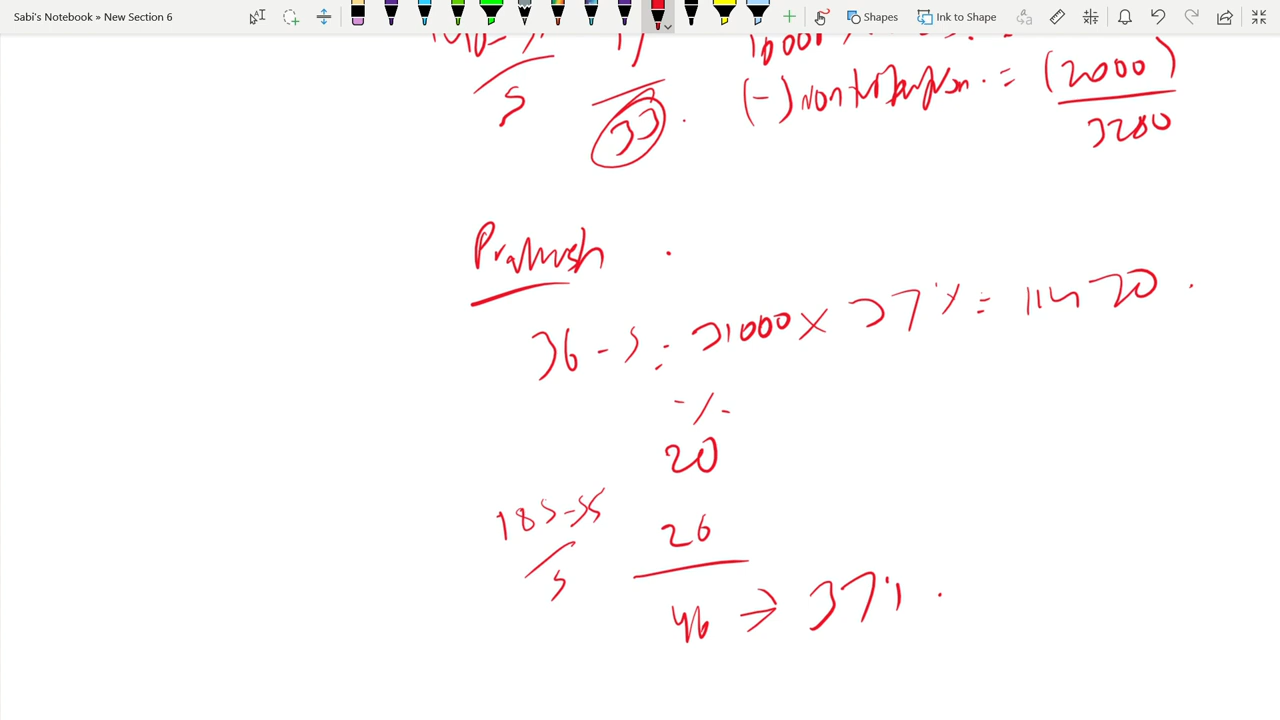 Sabi's Notebook » New Section 6
Shapes
Ink to Shape
5
33 .
(-) Non
= (2000)
3280
Prakash .
36 - 5 = 31000 × 37% = 11470 .
%
20
185-55
5
26
46 → 37% .